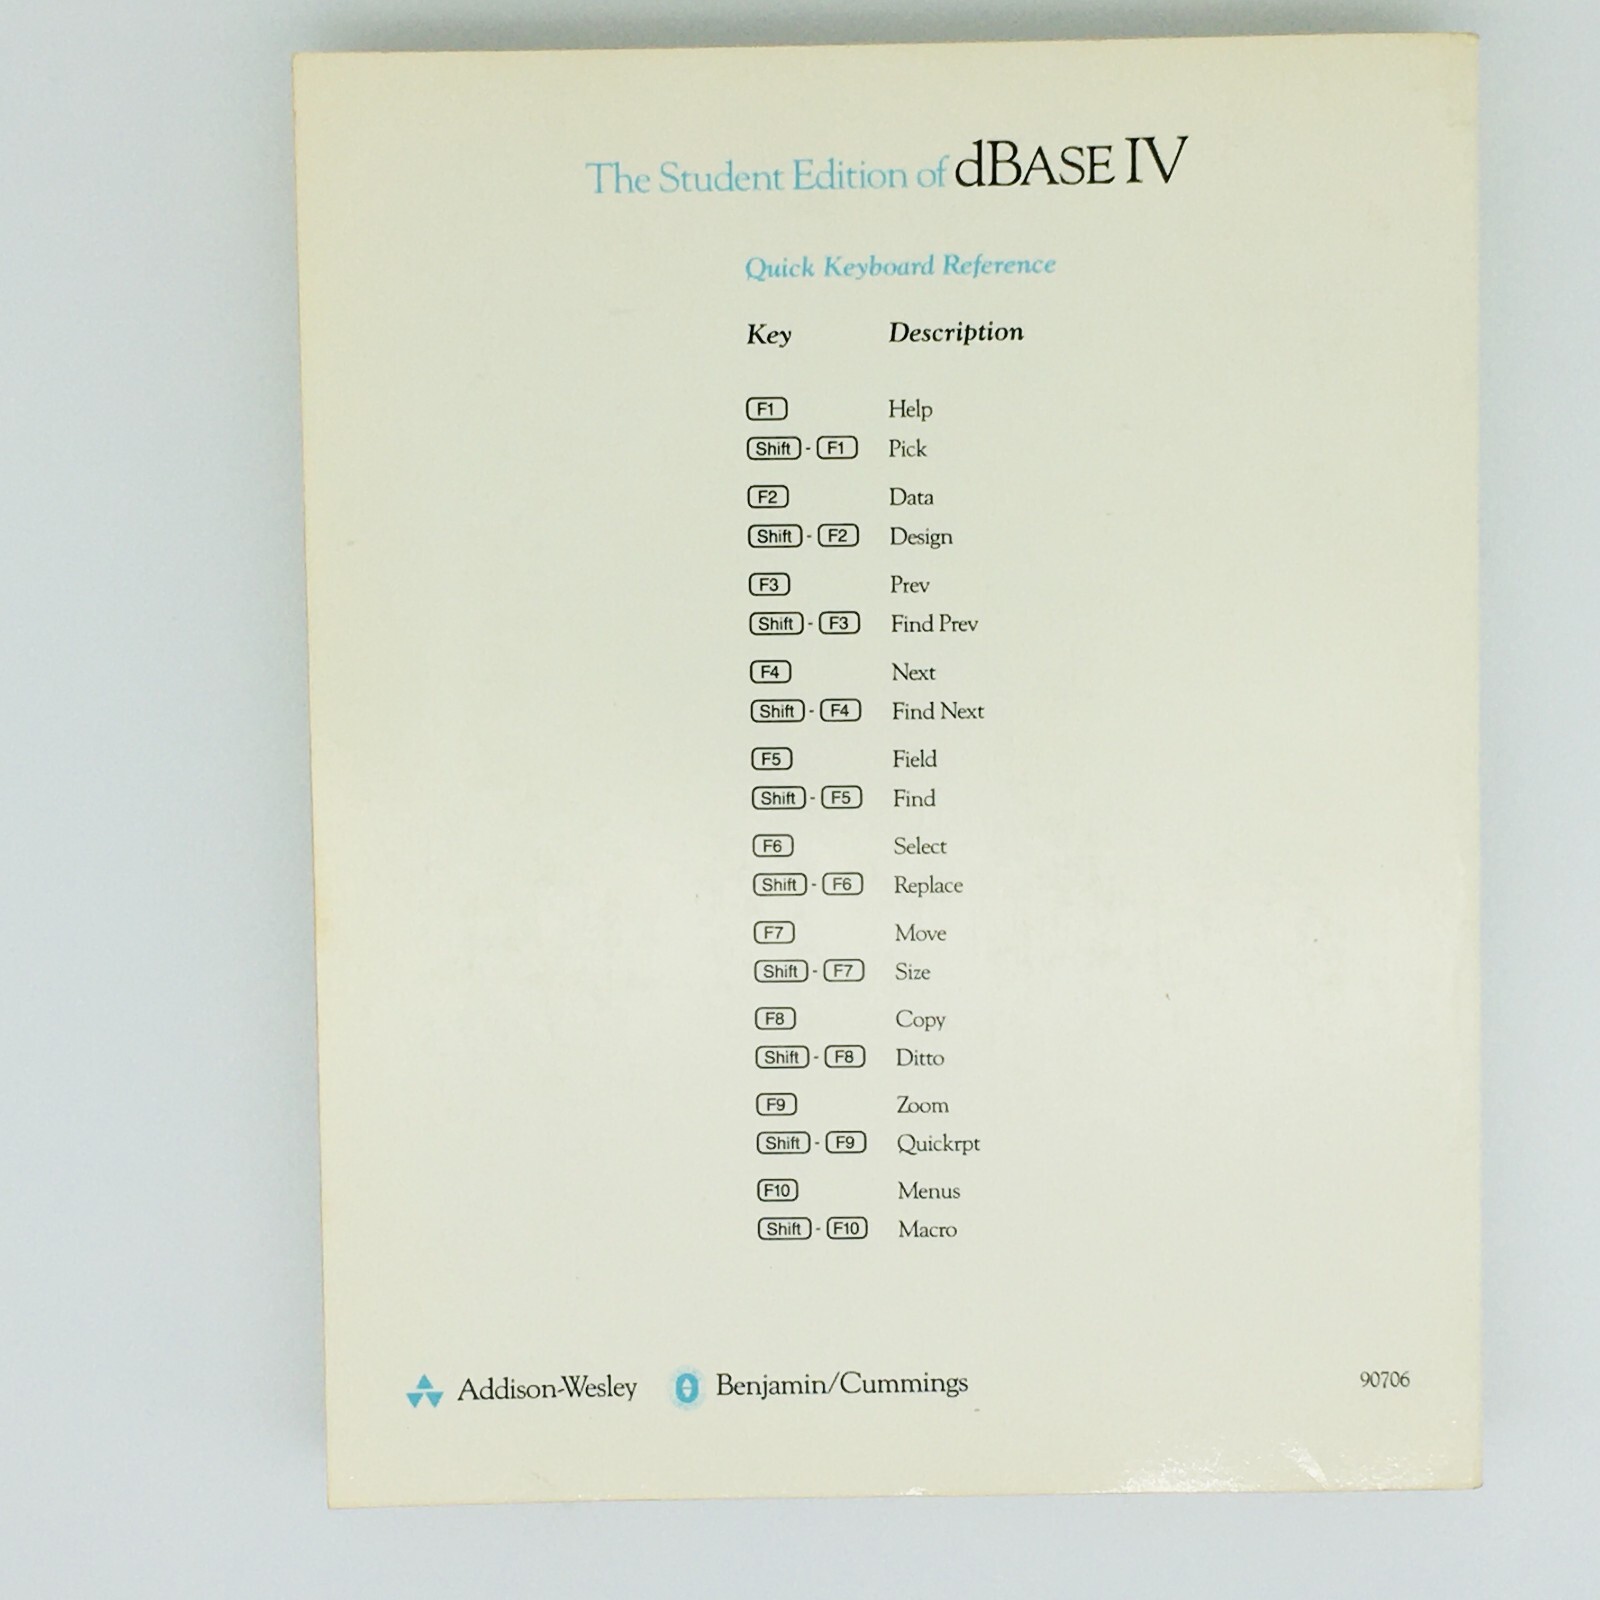 The Student Edition of dBASE IV
Quick Keyboard Reference
Key Description
F1 Help
Shift - F1 Pick
F2 Data
Shift - F2 Design
F3 Prev
Shift - F3 Find Prev
F4 Next
Shift - F4 Find Next
F5 Field
Shift - F5 Find
F6 Select
Shift - F6 Replace
F7 Move
Shift - F7 Size
F8 Copy
Shift - F8 Ditto
F9 Zoom
Shift - F9 Quickrpt
F10 Menus
Shift - F10 Macro
Addison-Wesley Benjamin/Cummings 90706